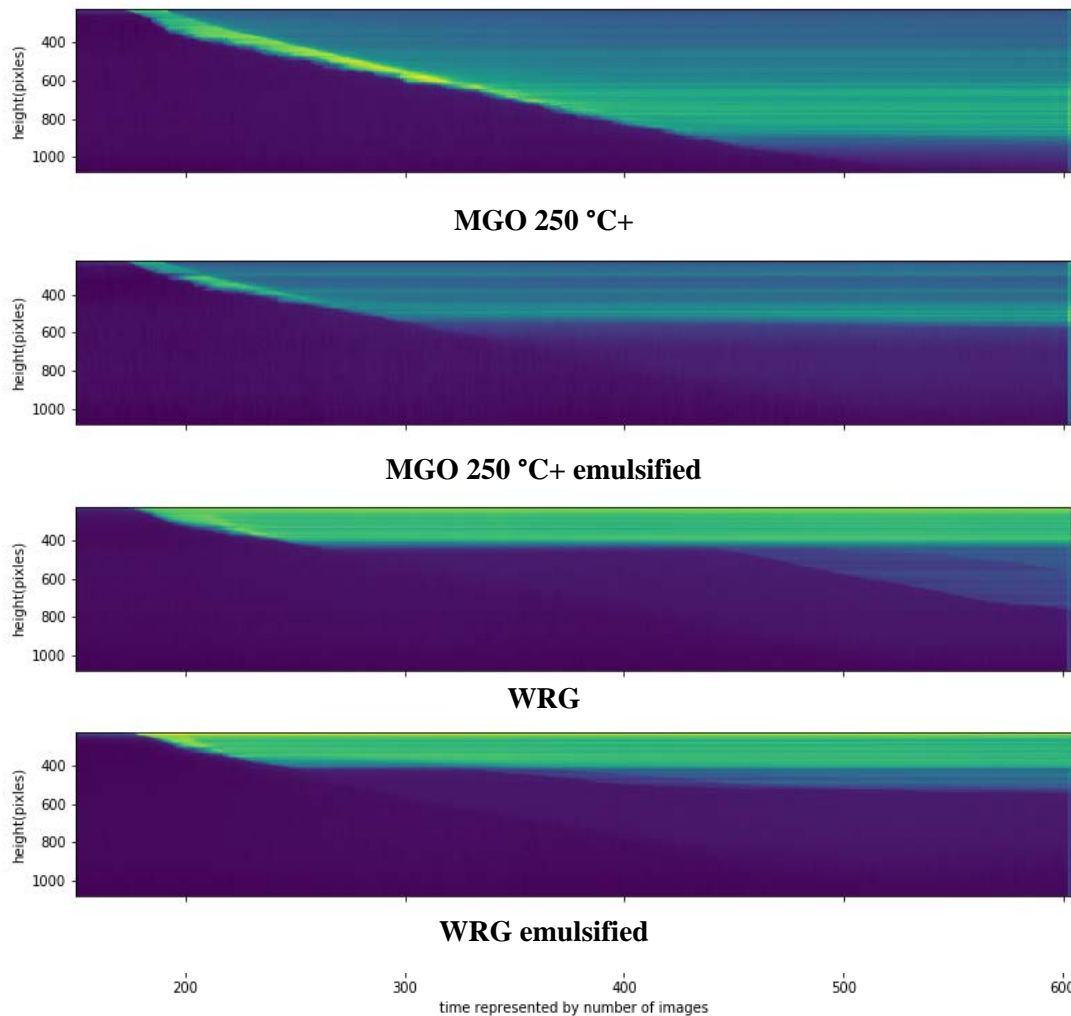 height(pixles)
400
600
800
1000
MGO 250 °C+
height(pixles)
400
600
800
1000
MGO 250 °C+ emulsified
height(pixles)
400
600
800
1000
WRG
height(pixles)
400
600
800
1000
WRG emulsified
200 300 400 500 600
time represented by number of images